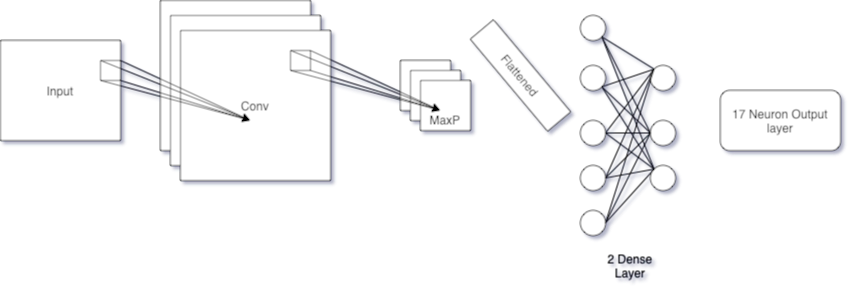 Input
Conv
MaxP
Flattened
2 Dense
Layer
17 Neuron Output
layer